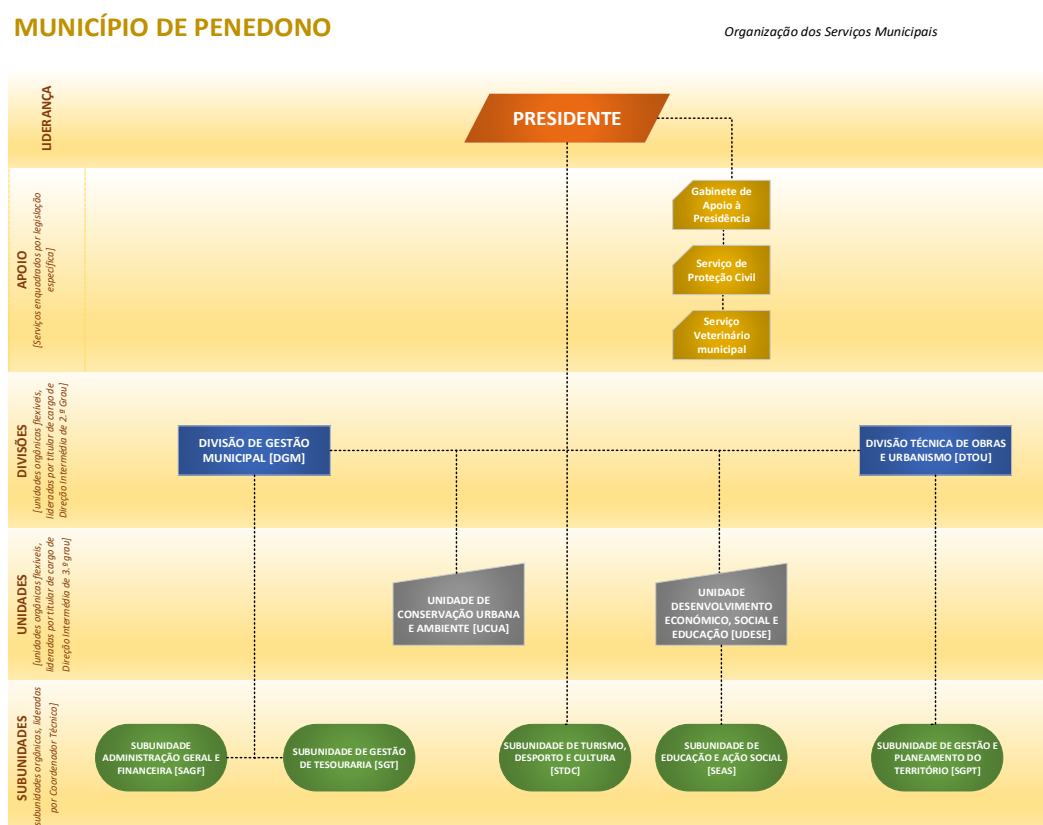 MUNICÍPIO DE PENEDONO
Organização dos Serviços Municipais
LIDERANÇA
PRESIDENTE
APOIO
[Serviços enquadrados por legislação
específica]
Gabinete de
Apoio à
Presidência
Serviço de
Proteção Civil
Serviço
Veterinário
municipal
DIVISÕES
[unidades orgânicas flexíveis,
lideradas por titular de cargo de
Direção Intermédia de 2.º Grau]
DIVISÃO DE GESTÃO
MUNICIPAL [DGM]
DIVISÃO TÉCNICA DE OBRAS
E URBANISMO [DTOU]
UNIDADES
[unidades orgânicas flexíveis,
lideradas por titular de cargo de
Direção Intermédia de 3.º grau]
UNIDADE DE
CONSERVAÇÃO URBANA
E AMBIENTE [UCUA]
UNIDADE
DESENVOLVIMENTO
ECONÓMICO, SOCIAL E
EDUCAÇÃO [UDESE]
SUBUNIDADES
subunidades orgânicas, lideradas
por Coordenador Técnico]
SUBUNIDADE
ADMINISTRAÇÃO GERAL E
FINANCEIRA [SAGF]
SUBUNIDADE DE GESTÃO
DE TESOURARIA [SGT]
SUBUNIDADE DE TURISMO,
DESPORTO E CULTURA
[STDC]
SUBUNIDADE DE
EDUCAÇÃO E AÇÃO SOCIAL
[SEAS]
SUBUNIDADE DE GESTÃO E
PLANEAMENTO DO
TERRITÓRIO [SGPT]